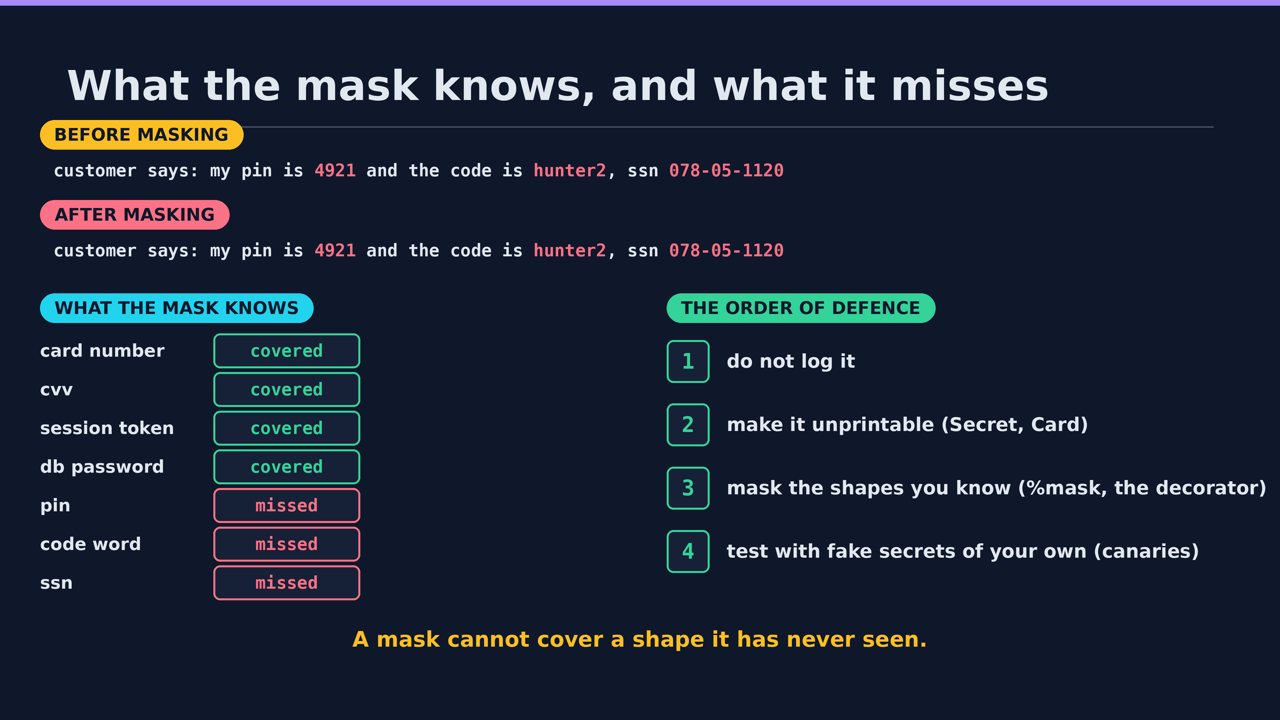 What the mask knows, and what it misses
BEFORE MASKING
customer says: my pin is 4921 and the code is hunter2, ssn 078-05-1120
AFTER MASKING
customer says: my pin is 4921 and the code is hunter2, ssn 078-05-1120
WHAT THE MASK KNOWS
card number covered
cvv covered
session token covered
db password covered
pin missed
code word missed
ssn missed
THE ORDER OF DEFENCE
1 do not log it
2 make it unprintable (Secret, Card)
3 mask the shapes you know (%mask, the decorator)
4 test with fake secrets of your own (canaries)
A mask cannot cover a shape it has never seen.